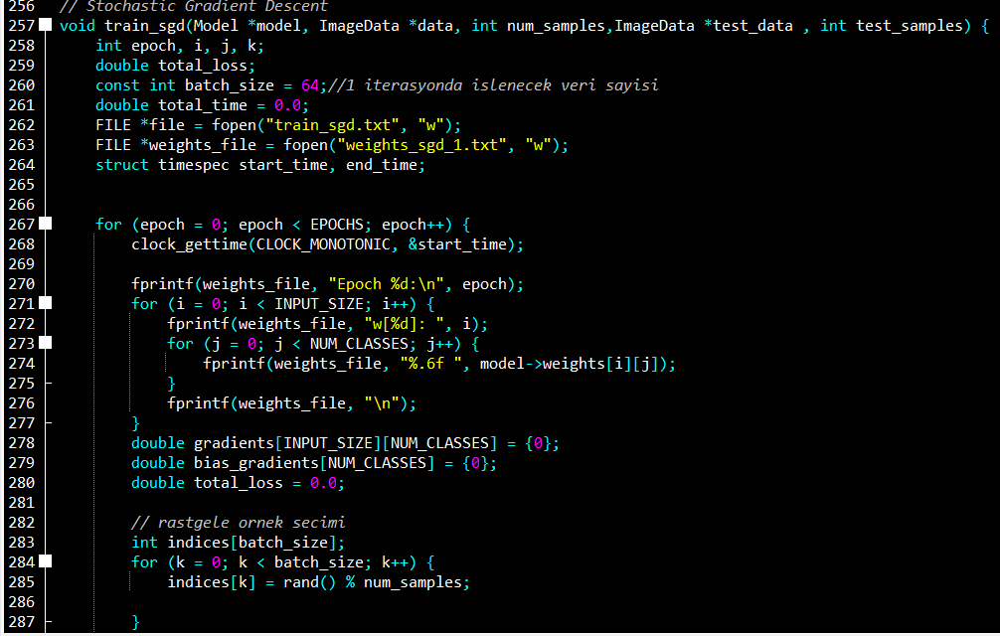 256 // Stochastic Gradient Descent
257 void train_sgd(Model *model, ImageData *data, int num_samples,ImageData *test_data , int test_samples) {
258     int epoch, i, j, k;
259     double total_loss;
260     const int batch_size = 64;//1 iterasyonda islenecek veri sayisi
261     double total_time = 0.0;
262     FILE *file = fopen("train_sgd.txt", "w");
263     FILE *weights_file = fopen("weights_sgd_1.txt", "w");
264     struct timespec start_time, end_time;
265
266
267     for (epoch = 0; epoch < EPOCHS; epoch++) {
268         clock_gettime(CLOCK_MONOTONIC, &start_time);
269
270         fprintf(weights_file, "Epoch %d:\n", epoch);
271         for (i = 0; i < INPUT_SIZE; i++) {
272             fprintf(weights_file, "w[%d]: ", i);
273             for (j = 0; j < NUM_CLASSES; j++) {
274                 fprintf(weights_file, "%.6f ", model->weights[i][j]);
275             }
276             fprintf(weights_file, "\n");
277         }
278         double gradients[INPUT_SIZE][NUM_CLASSES] = {0};
279         double bias_gradients[NUM_CLASSES] = {0};
280         double total_loss = 0.0;
281
282         // rastgele ornek secimi
283         int indices[batch_size];
284         for (k = 0; k < batch_size; k++) {
285             indices[k] = rand() % num_samples;
286
287         }